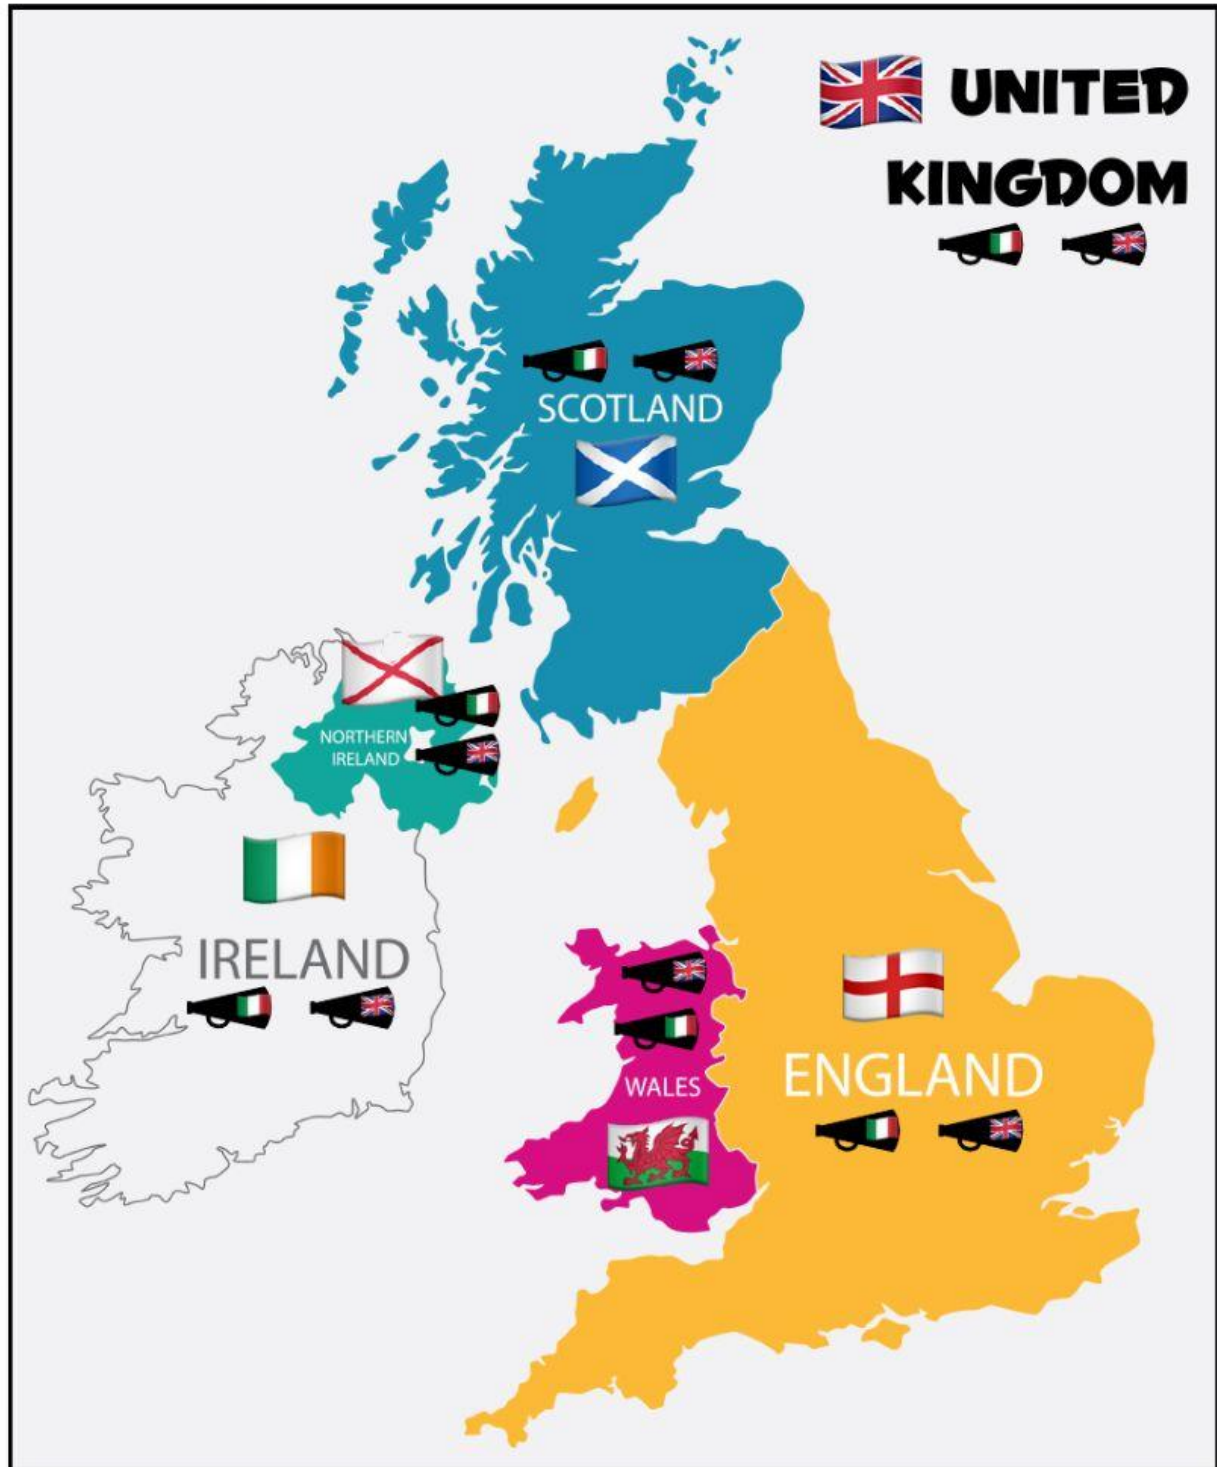 UNITED
KINGDOM
SCOTLAND
NORTHERN
IRELAND
IRELAND
WALES
ENGLAND